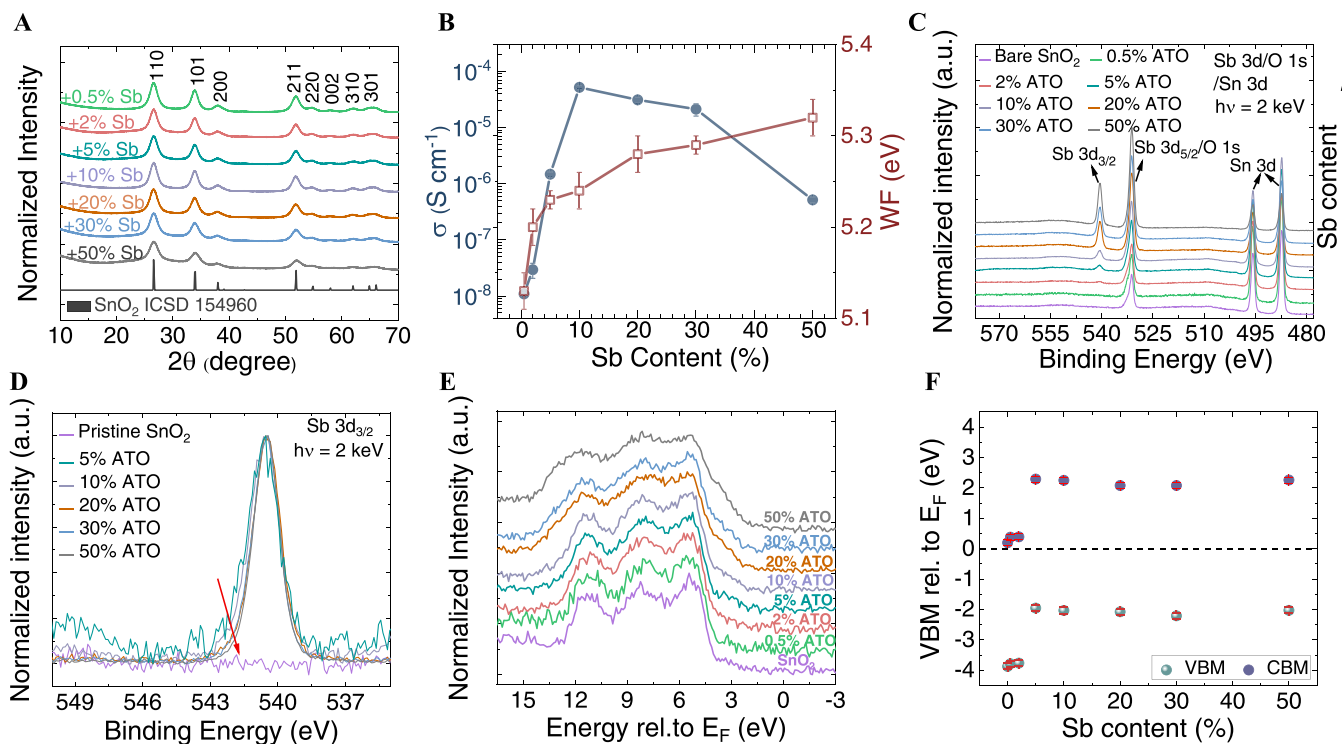 A
Normalized Intensity
110
101
200
211
220
002
310
301
+0.5% Sb
+2% Sb
+5% Sb
+10% Sb
+20% Sb
+30% Sb
+50% Sb
SnO₂ ICSD 154960
10 20 30 40 50 60 70
2θ (degree)
B
σ (S cm⁻¹)
10⁻⁴
10⁻⁵
10⁻⁶
10⁻⁷
10⁻⁸
0 10 20 30 40 50
Sb Content (%)
5.4
5.3
5.2
5.1
WF (eV)
C
Normalized intensity (a.u.)
Bare SnO₂ 0.5% ATO
2% ATO 5% ATO
10% ATO 20% ATO
30% ATO 50% ATO
Sb 3d/O 1s
/Sn 3d
hν = 2 keV
Sb 3d₃/₂
Sb 3d₅/₂/O 1s
Sn 3d
570 555 540 525 510 495 480
Binding Energy (eV)
Sb content
D
Normalized intensity (a.u.)
Pristine SnO₂
5% ATO
10% ATO
20% ATO
30% ATO
50% ATO
Sb 3d₃/₂
hν = 2 keV
549 546 543 540 537
Binding Energy (eV)
E
Normalized Intensity (a.u.)
50% ATO
30% ATO
20% ATO
10% ATO
5% ATO
2% ATO
0.5% ATO
SnO₂
15 12 9 6 3 0 -3
Energy rel.to E_F (eV)
F
VBM rel. to E_F (eV)
4
3
2
1
0
-1
-2
-3
-4
VBM CBM
0 10 20 30 40 50
Sb content (%)